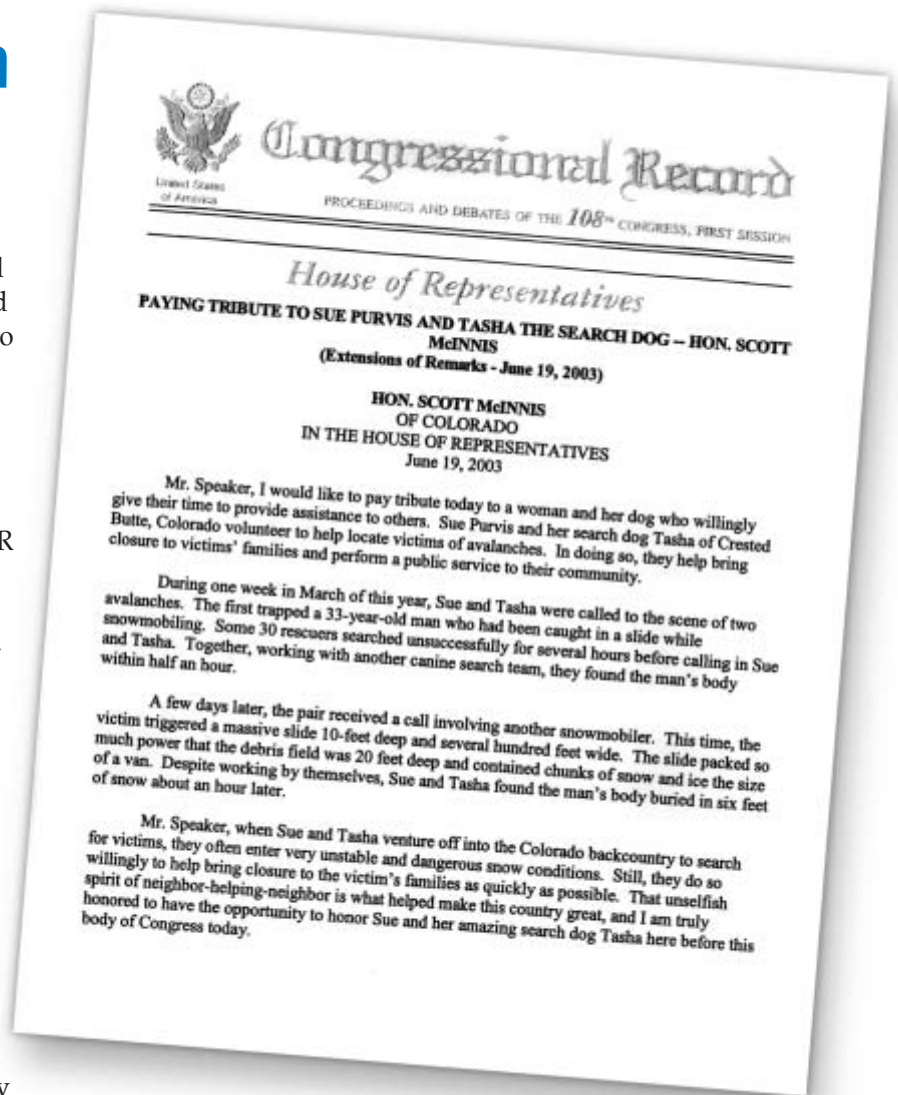 n
l
d
o
R
.
y
United States
of America
Congressional Record
PROCEEDINGS AND DEBATES OF THE 108TH CONGRESS, FIRST SESSION
House of Representatives
PAYING TRIBUTE TO SUE PURVIS AND TASHA THE SEARCH DOG -- HON. SCOTT
McINNIS
(Extensions of Remarks - June 19, 2003)
HON. SCOTT McINNIS
OF COLORADO
IN THE HOUSE OF REPRESENTATIVES
June 19, 2003
Mr. Speaker, I would like to pay tribute today to a woman and her dog who willingly
give their time to provide assistance to others. Sue Purvis and her search dog Tasha of Crested
Butte, Colorado volunteer to help locate victims of avalanches. In doing so, they help bring
closure to victims' families and perform a public service to their community.
During one week in March of this year, Sue and Tasha were called to the scene of two
avalanches. The first trapped a 33-year-old man who had been caught in a slide while
snowmobiling. Some 30 rescuers searched unsuccessfully for several hours before calling in Sue
and Tasha. Together, working with another canine search team, they found the man's body
within half an hour.
A few days later, the pair received a call involving another snowmobiler. This time, the
victim triggered a massive slide 10-feet deep and several hundred feet wide. The slide packed so
much power that the debris field was 20 feet deep and contained chunks of snow and ice the size
of a van. Despite working by themselves, Sue and Tasha found the man's body buried in six feet
of snow about an hour later.
Mr. Speaker, when Sue and Tasha venture off into the Colorado backcountry to search
for victims, they often enter very unstable and dangerous snow conditions. Still, they do so
willingly to help bring closure to the victim's families as quickly as possible. That unselfish
spirit of neighbor-helping-neighbor is what helped make this country great, and I am truly
honored to have the opportunity to honor Sue and her amazing search dog Tasha here before this
body of Congress today.